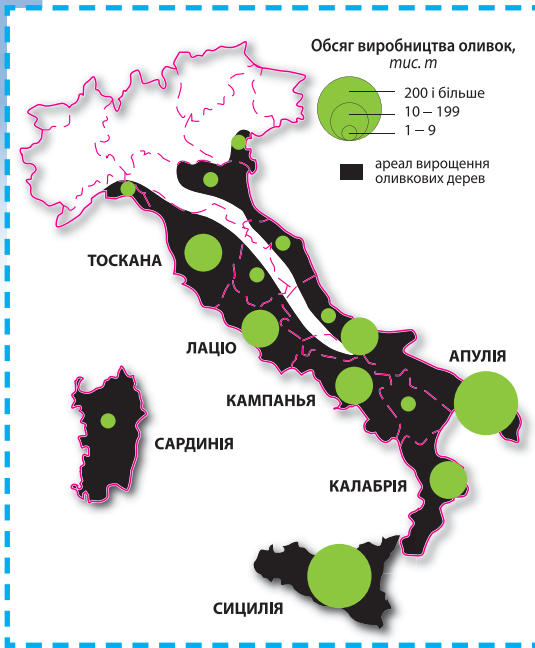 Обсяг виробництва оливок,
тис. т
200 і більше
10 – 199
1 – 9
ареал вирощення
оливкових дерев
ТОСКАНА
ЛАЦІО
АПУЛІЯ
КАМПАНЬЯ
САРДИНІЯ
КАЛАБРІЯ
СИЦИЛІЯ